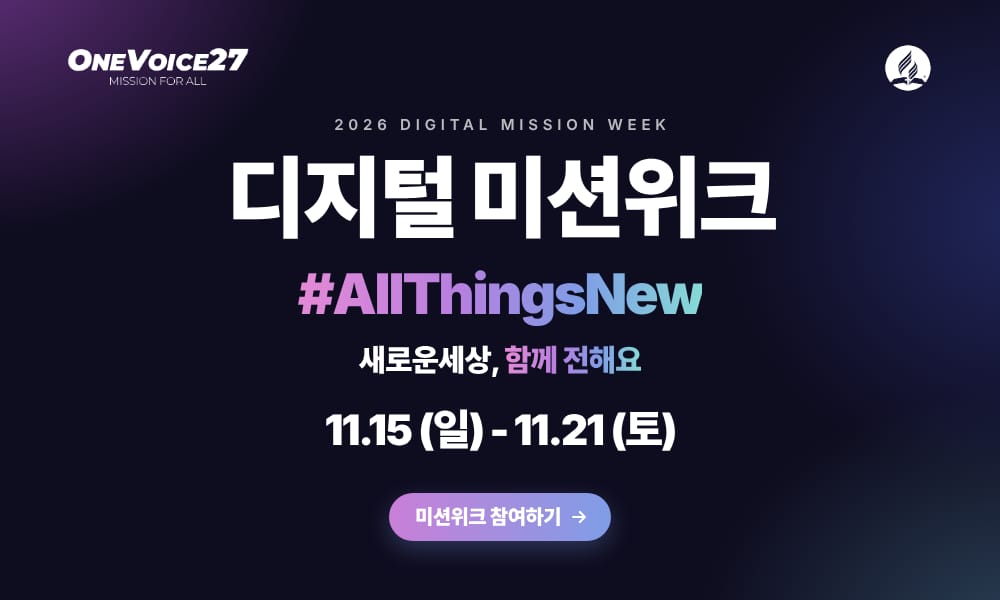 OneVoice27
MISSION FOR ALL
2026 DIGITAL MISSION WEEK
디지털 미션위크
#AllThingsNew
새로운세상, 함께 전해요
11.15 (일) - 11.21 (토)
미션위크 참여하기 →